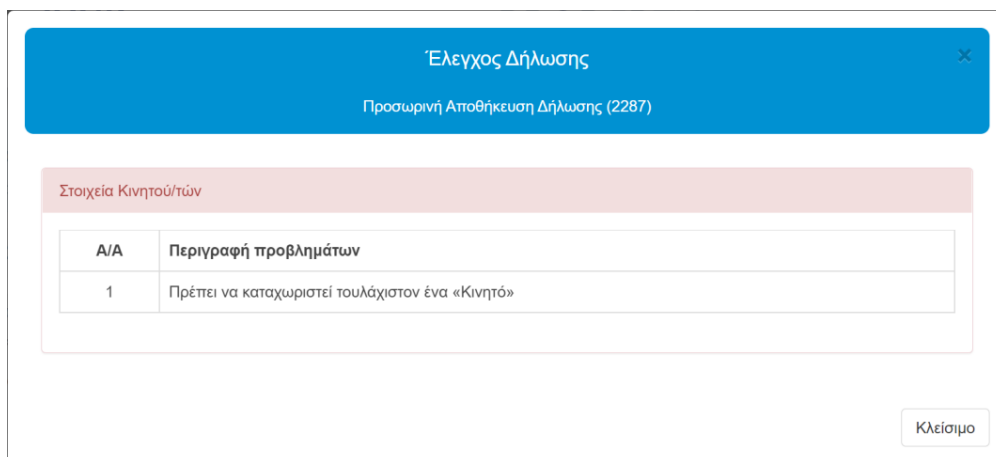 Έλεγχος Δήλωσης
×
Προσωρινή Αποθήκευση Δήλωσης (2287)
Στοιχεία Κινητού/τών
Α/Α Περιγραφή προβλημάτων
1 Πρέπει να καταχωριστεί τουλάχιστον ένα «Κινητό»
Κλείσιμο